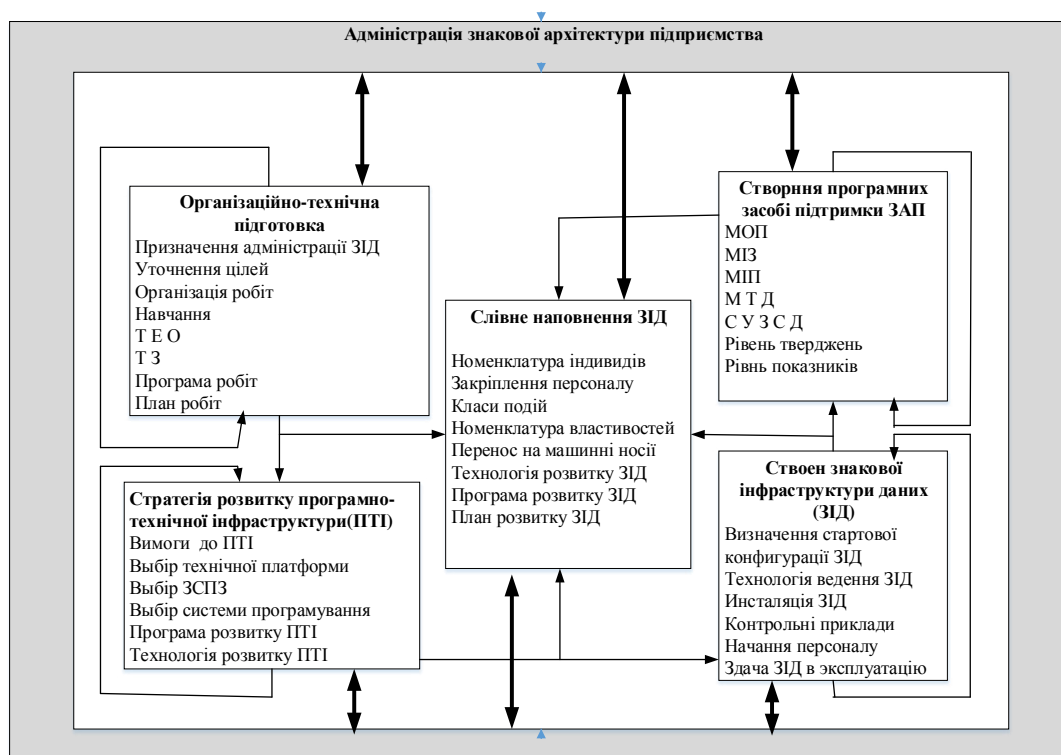 Адміністрація знакової архітектури підприємства
Організаційно-технічна
підготовка
Призначення адміністрації ЗІД
Уточнення цілей
Організація робіт
Навчання
Т Е О
Т З
Програма робіт
План робіт
Стратегія розвитку програмно-
технічної інфраструктури(ПТІ)
Вимоги до ПТІ
Выбір технічної платформи
Выбір ЗСПЗ
Выбір системи програмування
Програма розвитку ПТІ
Технологія розвитку ПТІ
Слівне наповнення ЗІД
Номенклатура індивидів
Закріплення персоналу
Класи подій
Номенклатура властивостей
Перенос на машинні носії
Технологія розвитку ЗІД
Програма розвитку ЗІД
План розвитку ЗІД
Створння програмних
засобі підтримки ЗАП
МОП
МІЗ
МІП
М Т Д
С У З С Д
Рівень тверджень
Рівнь показників
Ствоен знакової
інфраструктури даних
(ЗІД)
Визначення стартової
конфигурації ЗІД
Технологія ведення ЗІД
Инсталяція ЗІД
Контрольні приклади
Начання персоналу
Здача ЗІД в эксплуатацію